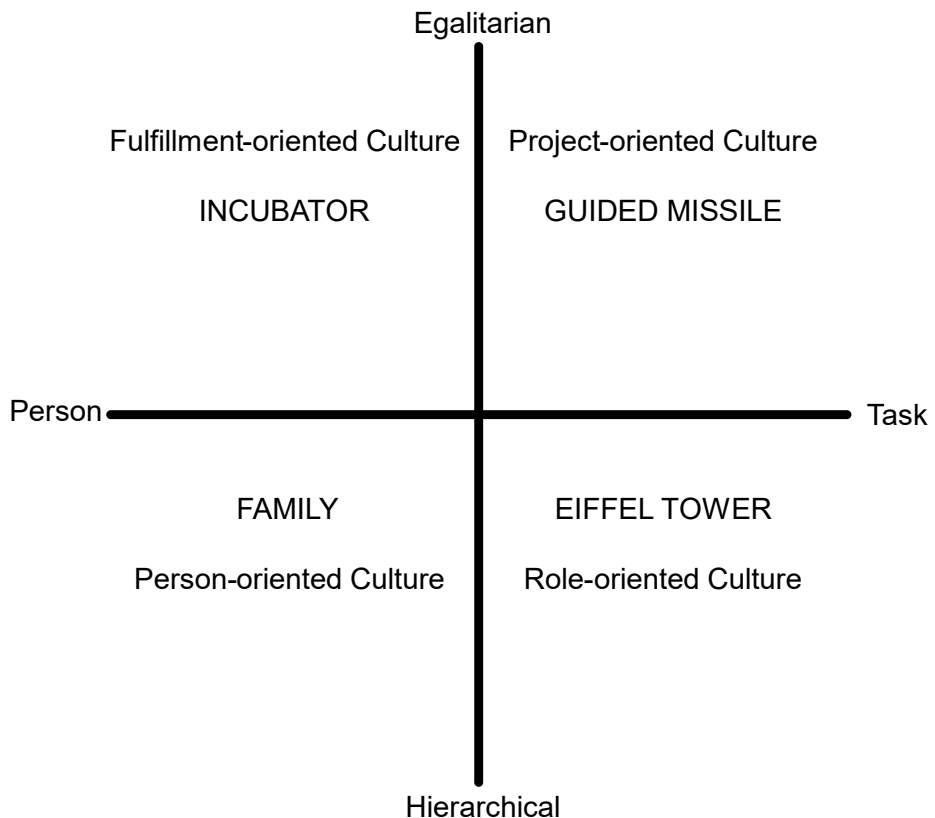 Egalitarian
Fulfillment-oriented Culture
Project-oriented Culture
INCUBATOR
GUIDED MISSILE
Person
Task
FAMILY
EIFFEL TOWER
Person-oriented Culture
Role-oriented Culture
Hierarchical